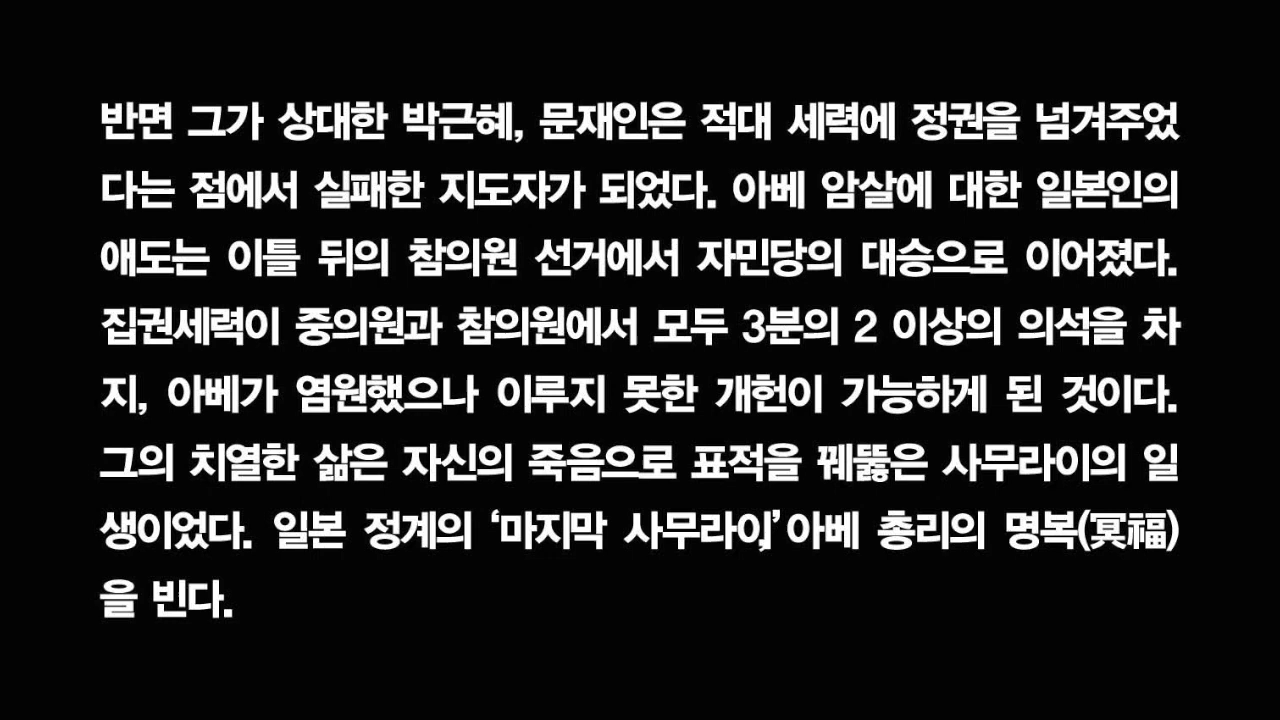 반면 그가 상대한 박근혜, 문재인은 적대 세력에 정권을 넘겨주었
다는 점에서 실패한 지도자가 되었다. 아베 암살에 대한 일본인의
애도는 이틀 뒤의 참의원 선거에서 자민당의 대승으로 이어졌다.
집권세력이 중의원과 참의원에서 모두 3분의 2 이상의 의석을 차
지, 아베가 염원했으나 이루지 못한 개헌이 가능하게 된 것이다.
그의 치열한 삶은 자신의 죽음으로 표적을 꿰뚫은 사무라이의 일
생이었다. 일본 정계의 ‘마지막 사무라이,’ 아베 총리의 명복(冥福)
을 빈다.